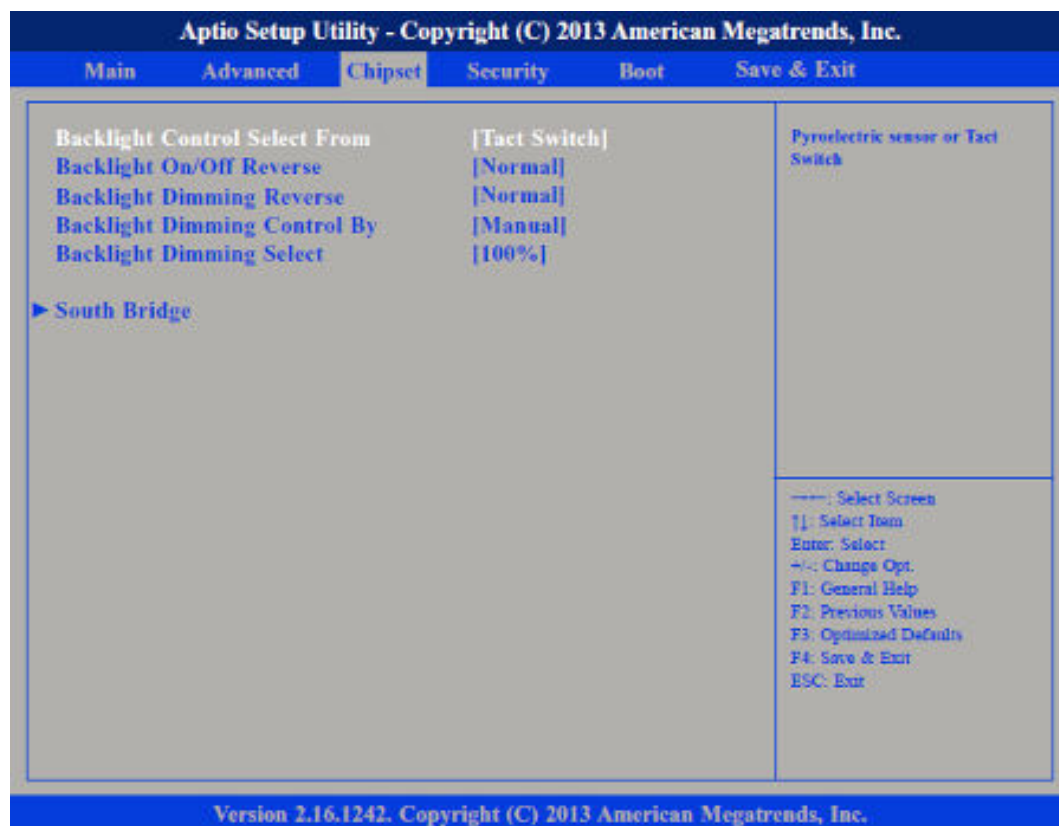 Aptio Setup Utility - Copyright (C) 2013 American Megatrends, Inc.
Main Advanced Chipset Security Boot Save & Exit
Backlight Control Select From [Tact Switch]
Backlight On/Off Reverse [Normal]
Backlight Dimming Reverse [Normal]
Backlight Dimming Control By [Manual]
Backlight Dimming Select [100%]
► South Bridge
Pyroelectric sensor or Tact
Switch
→←: Select Screen
↑↓: Select Item
Enter: Select
+/-: Change Opt.
F1: General Help
F2: Previous Values
F3: Optimized Defaults
F4: Save & Exit
ESC: Exit
Version 2.16.1242. Copyright (C) 2013 American Megatrends, Inc.